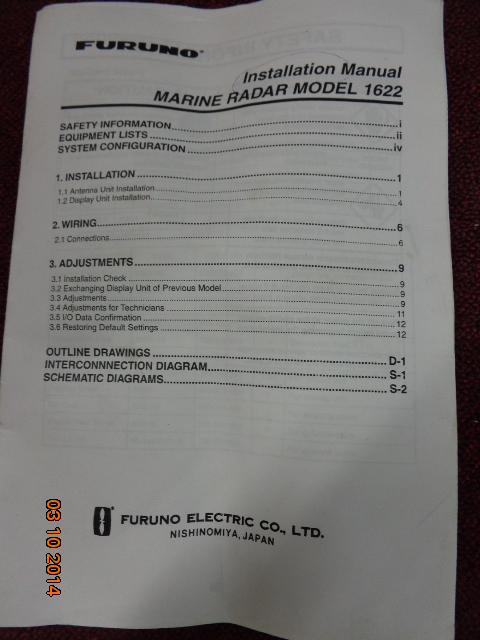 FURUNO
Installation Manual
MARINE RADAR MODEL 1622
SAFETY INFORMATION.....i
EQUIPMENT LISTS.....ii
SYSTEM CONFIGURATION.....iv
1. INSTALLATION.....1
1.1 Antenna Unit Installation.....1
1.2 Display Unit Installation.....4
2. WIRING.....6
2.1 Connections.....6
3. ADJUSTMENTS.....9
3.1 Installation Check.....9
3.2 Exchanging Display Unit of Previous Model.....9
3.3 Adjustments.....9
3.4 Adjustments for Technicians.....11
3.5 I/O Data Confirmation.....12
3.6 Restoring Default Settings.....12
OUTLINE DRAWINGS.....D-1
INTERCONNNECTION DIAGRAM.....S-1
SCHEMATIC DIAGRAMS.....S-2
FURUNO ELECTRIC CO., LTD.
NISHINOMIYA, JAPAN
03 10 2014